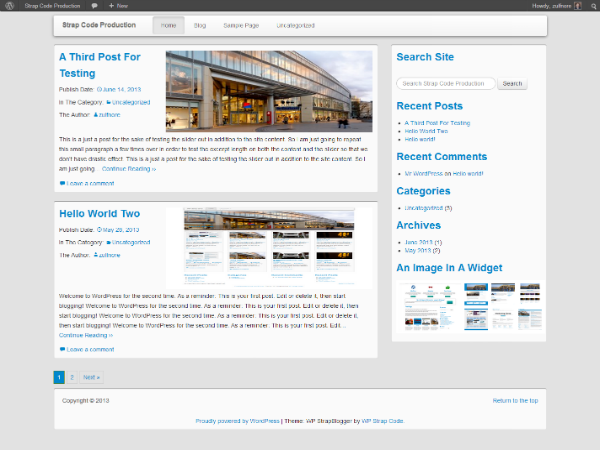 Strap Code Production + New Howdy, zulfnore
Strap Code Production Home Blog Sample Page Uncategorized
A Third Post For
Testing
Publish Date: June 14, 2013
In The Category: Uncategorized
The Author: zulfnore
This is a just a post for the sake of testing the slider out in addition to the site content. So I am just going to repeat
this small paragraph a few times over in order to test the excerpt length on both the content and the slider so that we
don't have drastic effect. This is a just a post for the sake of testing the slider out in addition to the site content. So I
am just going… Continue Reading ››
Leave a comment
Hello World Two
Publish Date: May 28, 2013
In The Category: Uncategorized
The Author: zulfnore
Welcome to WordPress for the second time. As a reminder. This is your first post. Edit or delete it, then start
blogging! Welcome to WordPress for the second time. As a reminder. This is your first post. Edit or delete it, then
start blogging! Welcome to WordPress for the second time. As a reminder. This is your first post. Edit or delete it,
then start blogging! Welcome to WordPress for the second time. As a reminder. This is your first post. Edit…
Continue Reading ››
Leave a comment
1 2 Next »
Search Site
Search Strap Code Production Search
Recent Posts
A Third Post For Testing
Hello World Two
Hello world!
Recent Comments
Mr WordPress on Hello world!
Categories
Uncategorized (3)
Archives
June 2013 (1)
May 2013 (2)
An Image In A Widget
Copyright © 2013 Return to the top
Proudly powered by WordPress | Theme: WP StrapBlogger by WP Strap Code.